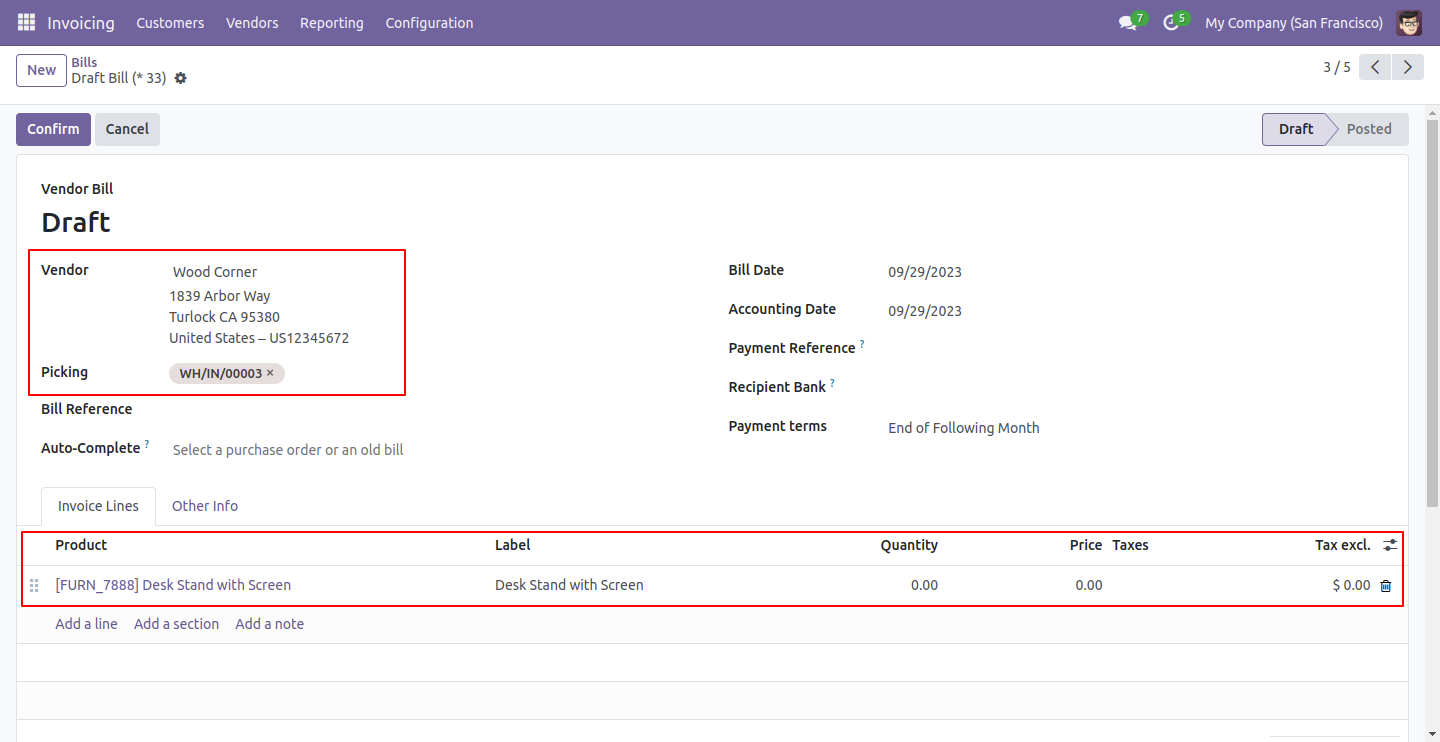 Invoicing Customers Vendors Reporting Configuration 7 5 My Company (San Francisco)
New Bills 3 / 5
Draft Bill (* 33)
Confirm Cancel Draft Posted
Vendor Bill
Draft
Vendor Wood Corner Bill Date 09/29/2023
1839 Arbor Way
Turlock CA 95380 Accounting Date 09/29/2023
United States – US12345672 Payment Reference ?
Picking WH/IN/00003 × Recipient Bank ?
Bill Reference Payment terms End of Following Month
Auto-Complete ? Select a purchase order or an old bill
Invoice Lines Other Info
Product Label Quantity Price Taxes Tax excl.
[FURN_7888] Desk Stand with Screen Desk Stand with Screen 0.00 0.00 $ 0.00
Add a line Add a section Add a note